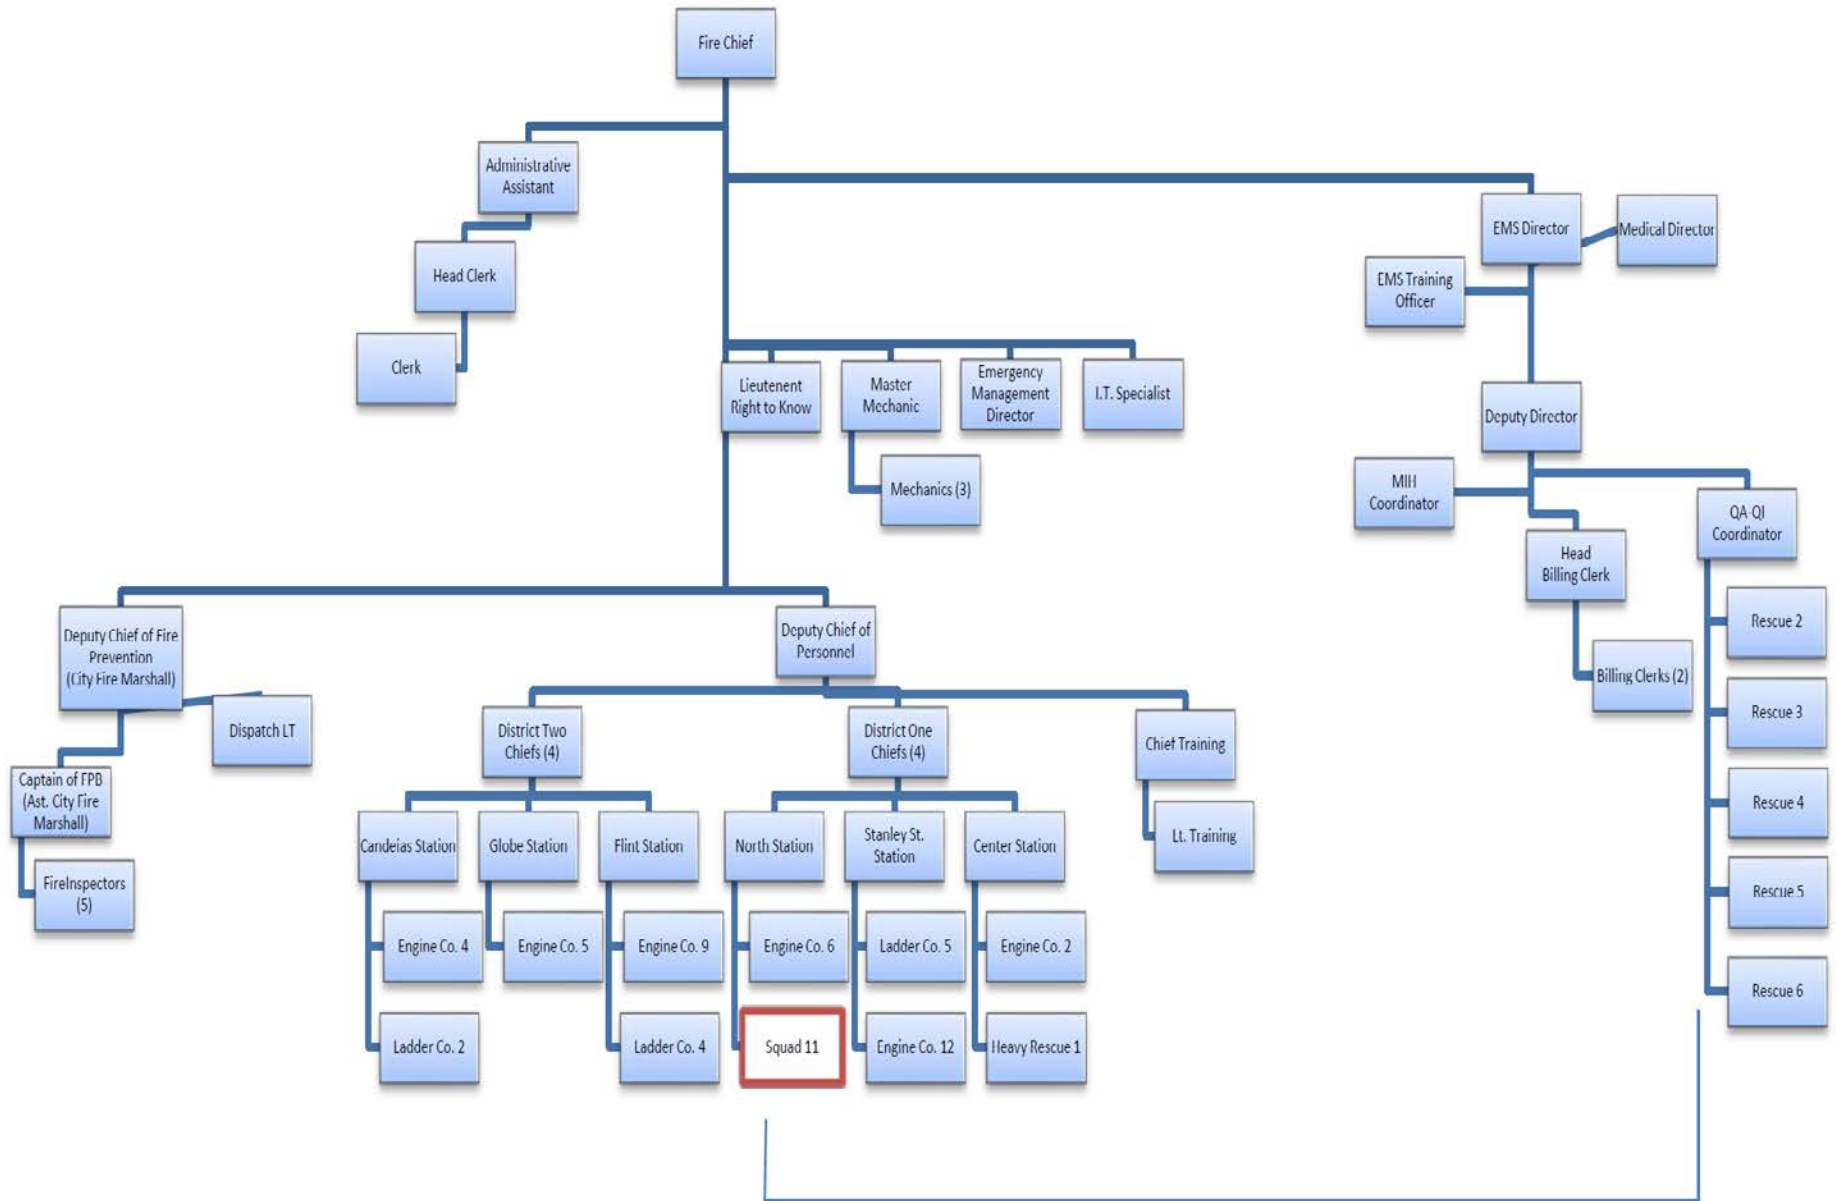 Fire Chief
Administrative
Assistant
EMS Director
Medical Director
Head Clerk
EMS Training
Officer
Clerk
Lieutenent
Right to Know
Master
Mechanic
Emergency
Management
Director
I.T. Specialist
Deputy Director
Mechanics (3)
MIH
Coordinator
QA-QI
Coordinator
Head
Billing Clerk
Rescue 2
Billing Clerks (2)
Rescue 3
Rescue 4
Rescue 5
Rescue 6
Deputy Chief of Fire
Prevention
(City Fire Marshall)
Deputy Chief of
Personnel
Dispatch LT
District Two
Chiefs (4)
District One
Chiefs (4)
Chief Training
Captain of FPB
(Ast. City Fire
Marshall)
Candeias Station
Globe Station
Flint Station
North Station
Stanley St.
Station
Center Station
Lt. Training
FireInspectors
(5)
Engine Co. 4
Engine Co. 5
Engine Co. 9
Engine Co. 6
Ladder Co. 5
Engine Co. 2
Ladder Co. 2
Ladder Co. 4
Squad 11
Engine Co. 12
Heavy Rescue 1